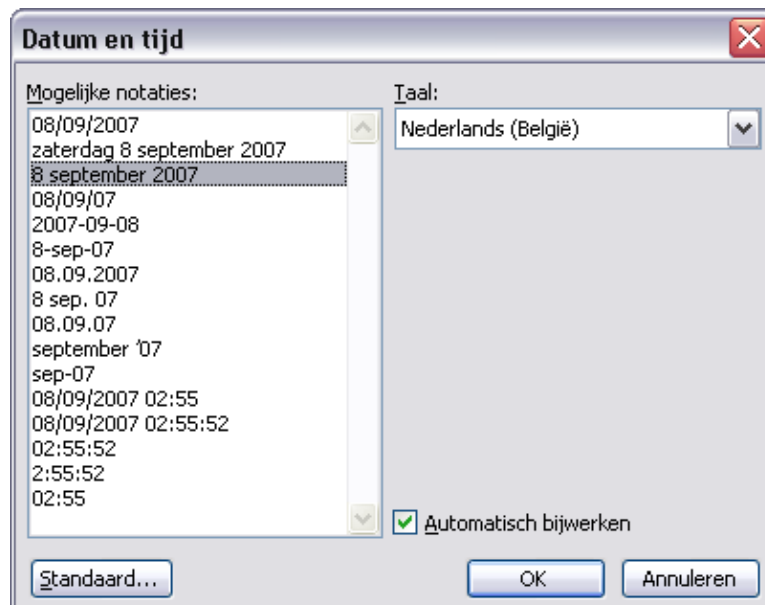 Datum en tijd
Mogelijke notaties:
08/09/2007
zaterdag 8 september 2007
8 september 2007
08/09/07
2007-09-08
8-sep-07
08.09.2007
8 sep. 07
08.09.07
september '07
sep-07
08/09/2007 02:55
08/09/2007 02:55:52
02:55:52
2:55:52
02:55
Taal:
Nederlands (België)
Automatisch bijwerken
Standaard...
OK
Annuleren